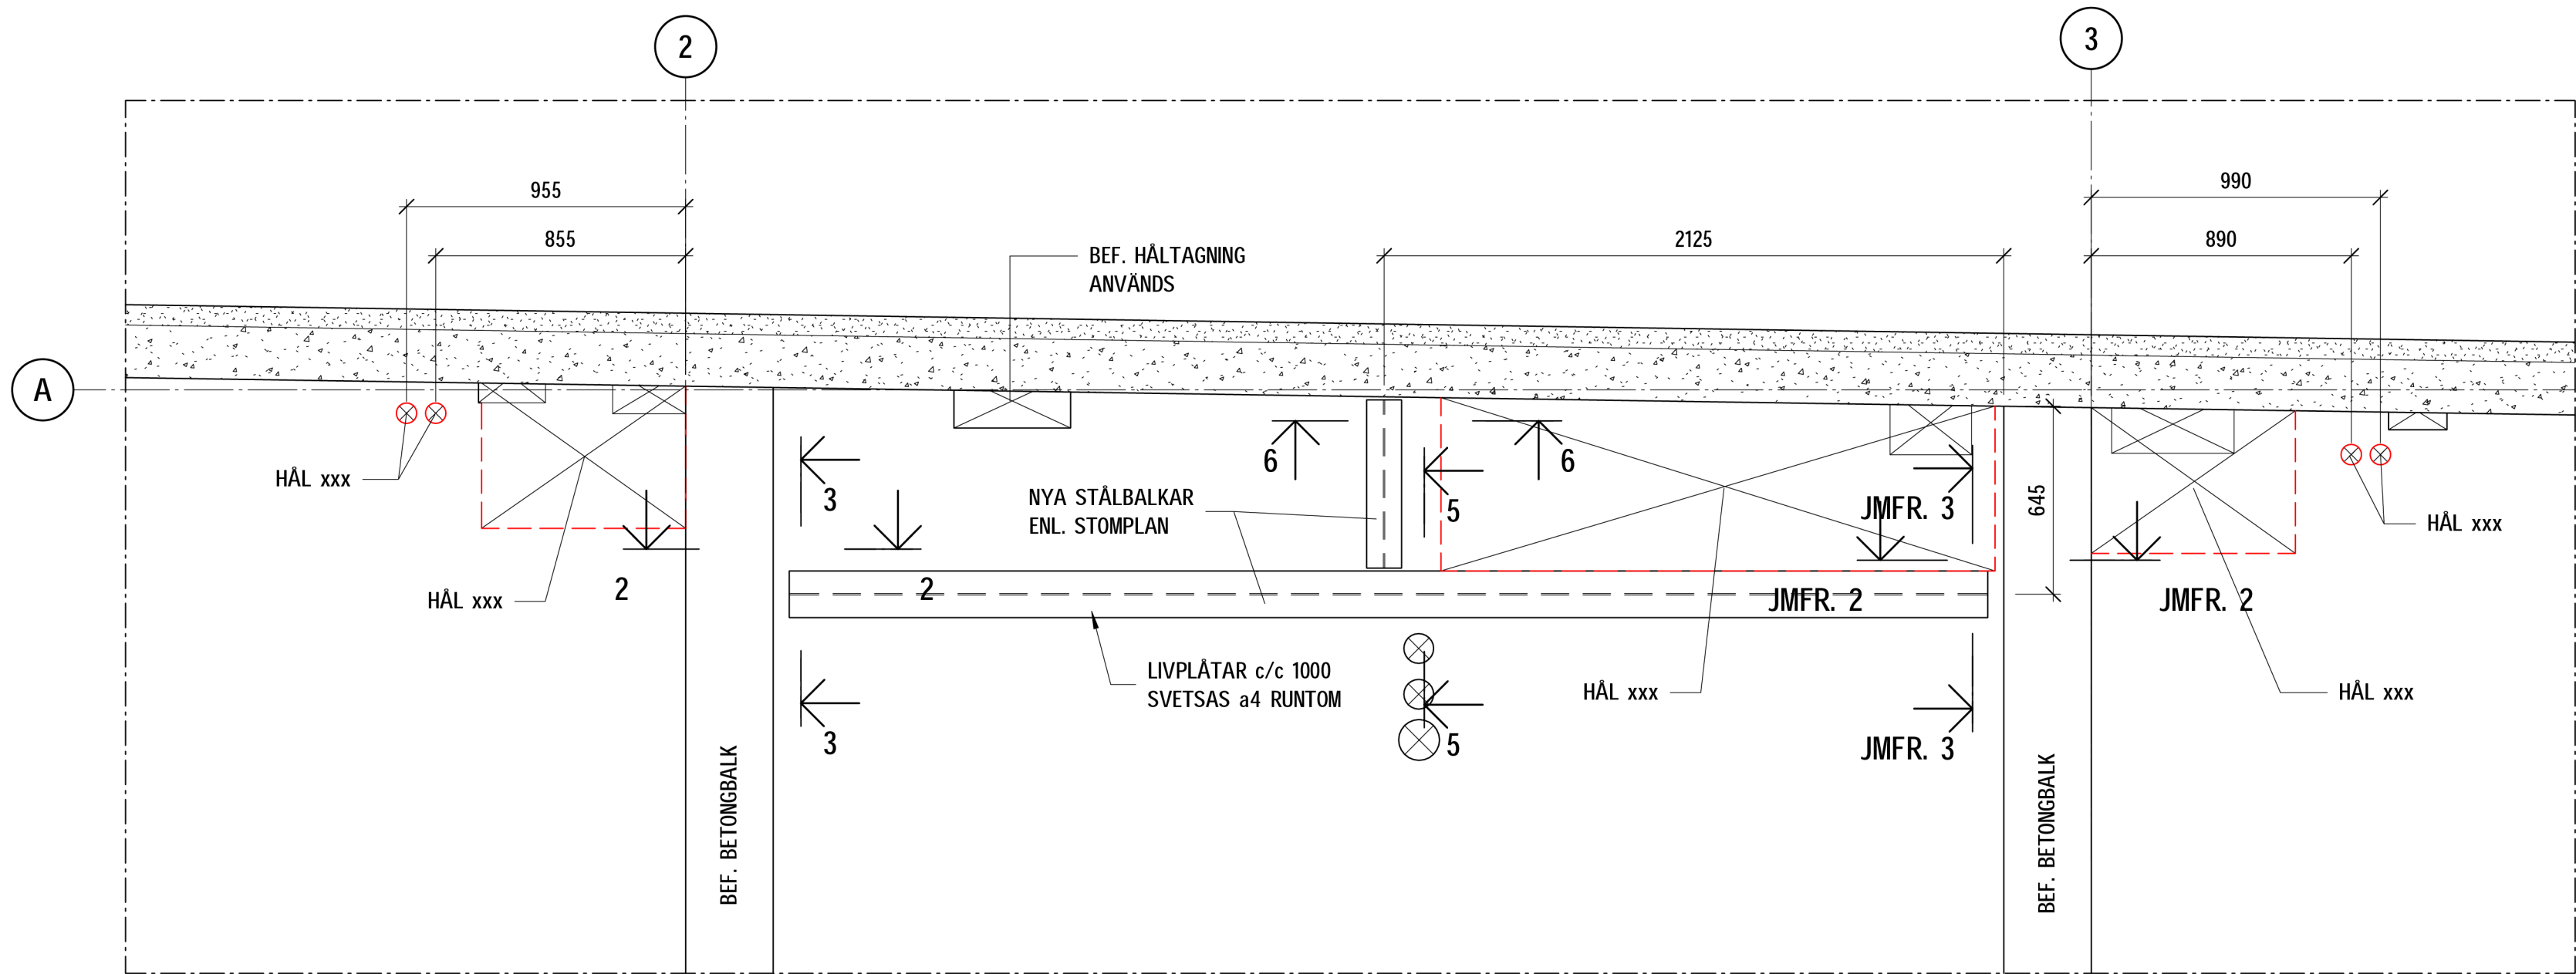 2
3
955
990
855
2125
890
BEF. HÅLTAGNING
ANVÄNDS
A
6
6
HÅL xxx
3
NYA STÅLBALKAR
ENL. STOMPLAN
5
JMFR. 3
645
HÅL xxx
HÅL xxx
2
2
JMFR. 2
JMFR. 2
LIVPLÅTAR c/c 1000
SVETSAS a4 RUNTOM
HÅL xxx
HÅL xxx
3
5
JMFR. 3
BEF. BETONGBALK
BEF. BETONGBALK